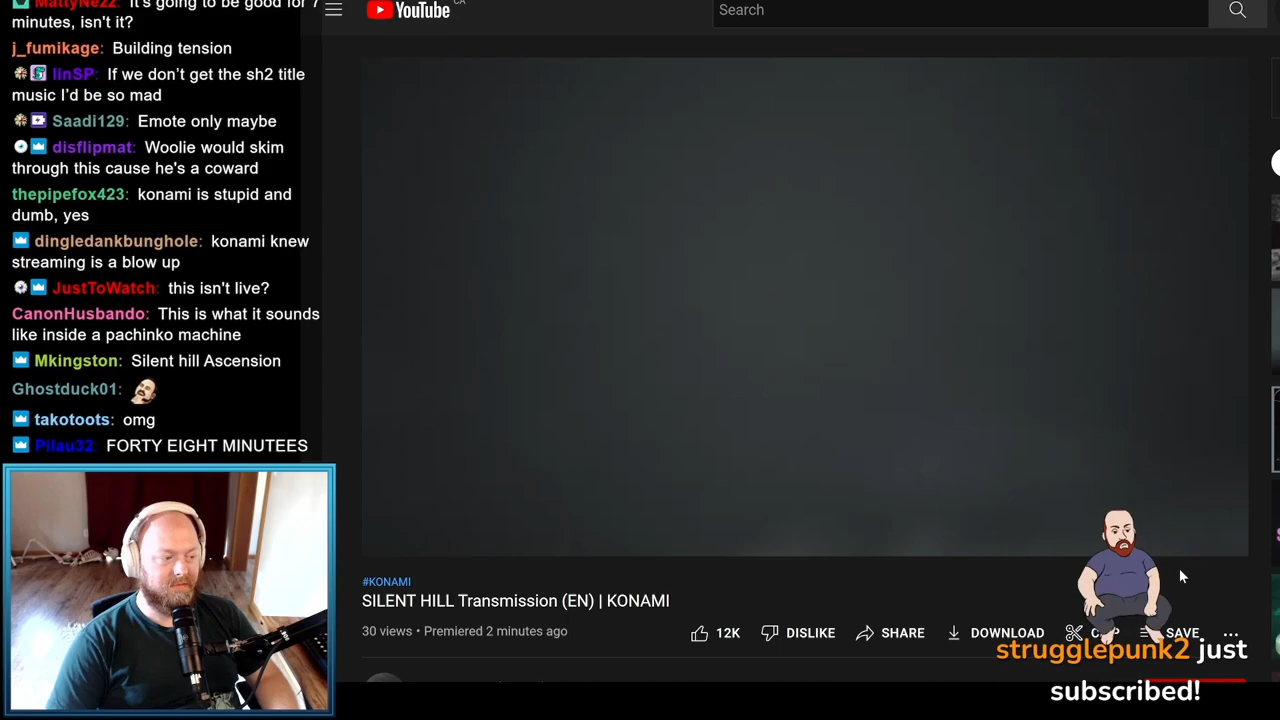 MattyNezz: It's going to be good for 7
minutes, isn't it?
j_fumikage: Building tension
linSP: If we don't get the sh2 title
music I'd be so mad
Saadi129: Emote only maybe
disflipmat: Woolie would skim
through this cause he's a coward
thepipefox423: konami is stupid and
dumb, yes
dingledankbunghole: konami knew
streaming is a blow up
JustToWatch: this isn't live?
CanonHusbando: This is what it sounds
like inside a pachinko machine
Mkingston: Silent hill Ascension
Ghostduck01:
takotoots: omg
Pilau32: FORTY EIGHT MINUTEES
YouTube CA
Search
#KONAMI
SILENT HILL Transmission (EN) | KONAMI
30 views • Premiered 2 minutes ago
12K DISLIKE SHARE DOWNLOAD SAVE
strugglepunk2 just
subscribed!